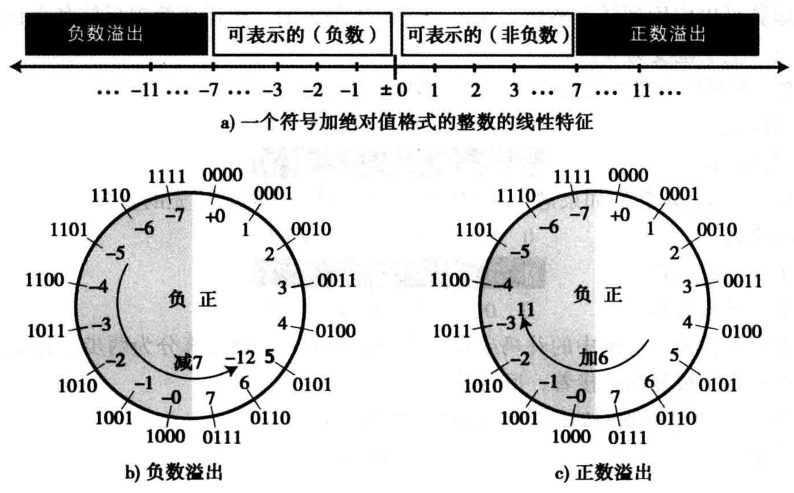 负数溢出 可表示的（负数） 可表示的（非负数） 正数溢出
… −11 … −7 … −3 −2 −1 ±0 1 2 3 … 7 … 11 …
a) 一个符号加绝对值格式的整数的线性特征
1111 0000
1110 0001
−7 +0
−6 1
1101 0010
−5 2
1100 −4 负 正 3 0011
1011 −3 4 0100
−2 减7 −12 5
1010 −1 −0 7 6 0101
1001 1000 0111 0110
b) 负数溢出
1111 0000
1110 0001
−7 +0
−6 1
1101 0010
−5 2
1100 −4 负 正 3 0011
11
1011 −3 4 0100
−2 加6 5
1010 −1 −0 7 6 0101
1001 1000 0111 0110
c) 正数溢出